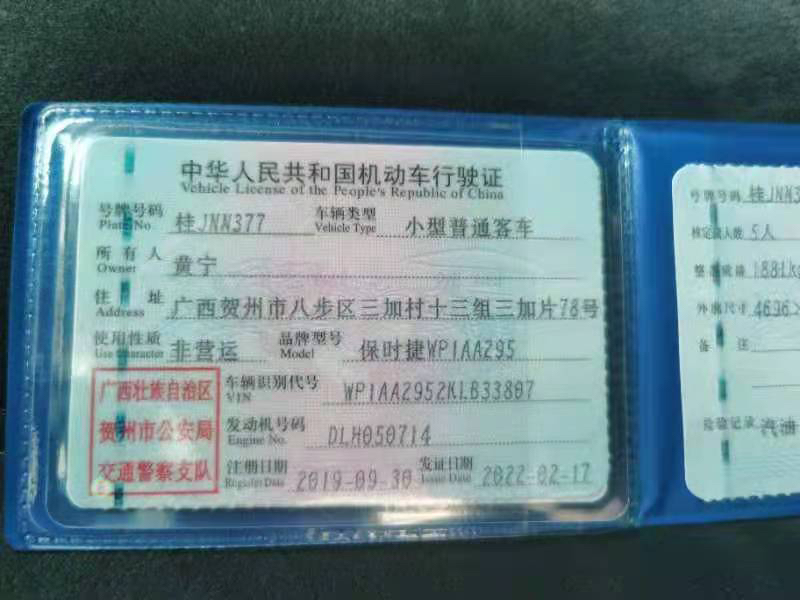 中华人民共和国机动车行驶证
Vehicle License of the People's Republic of China
号牌号码 Plate No. 桂JNN377 车辆类型 Vehicle Type 小型普通客车
所有人 Owner 黄宁
住址 Address 广西贺州市八步区三加村十三组三加片78号
使用性质 Use Character 非营运 品牌型号 Model 保时捷WP1AA295
广西壮族自治区
贺州市公安局
交通警察支队
车辆识别代号 VIN WP1AA2952KLB33807
发动机号码 Engine No. DLH050714
注册日期 Register Date 2019-09-30 发证日期 Issue Date 2022-02-17
号牌号码 桂JNN3
核定载人数 5人
整备质量 1881kg
外廓尺寸 4696
备注
检验记录 汽油